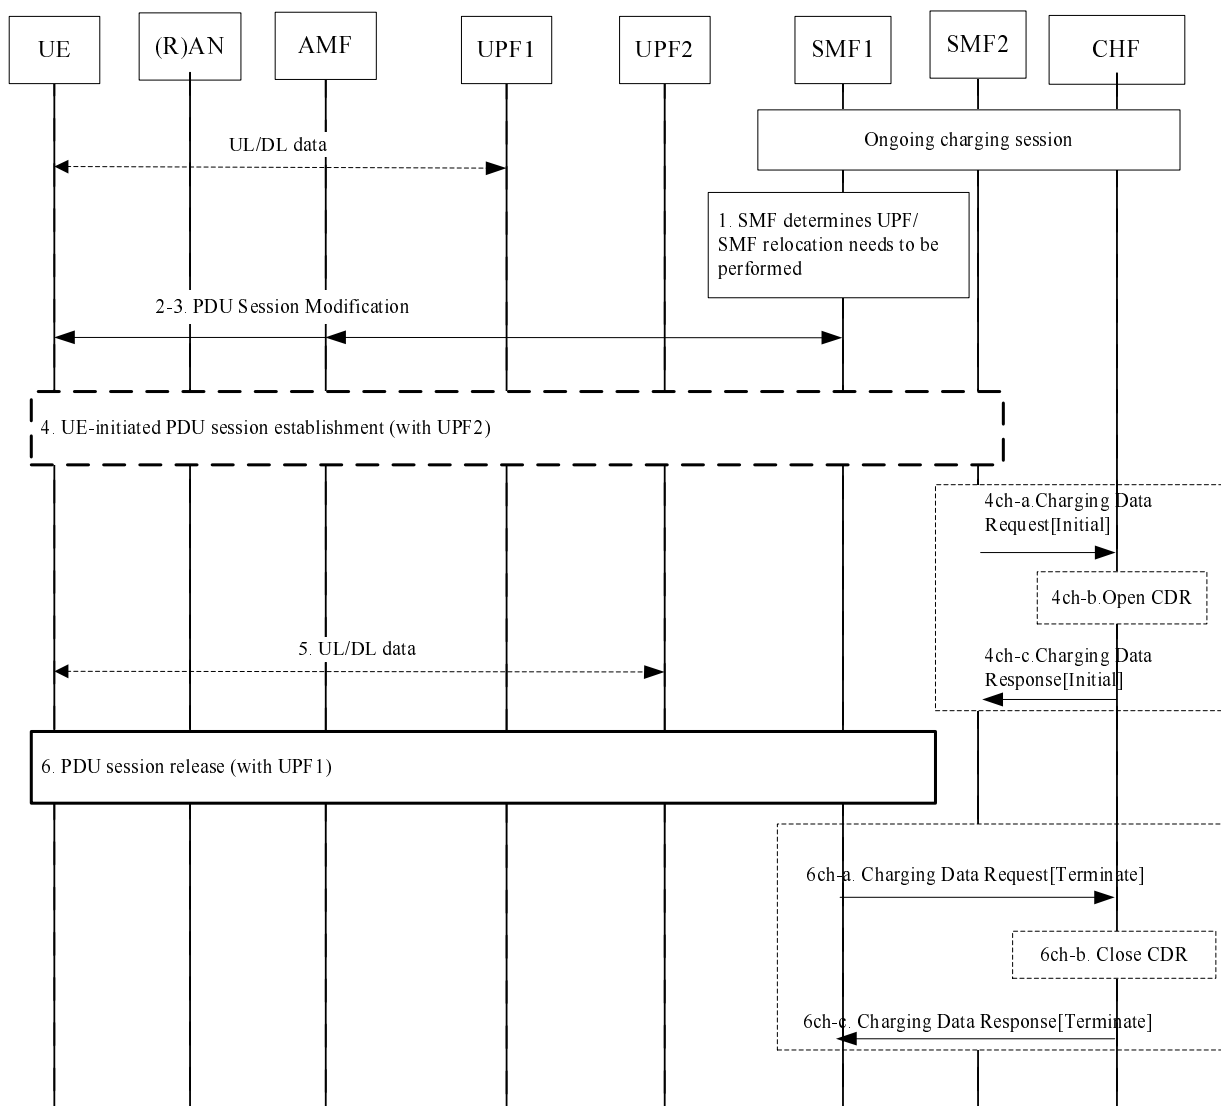 UE
(R)AN
AMF
UPF1
UPF2
SMF1
SMF2
CHF
Ongoing charging session
UL/DL data
1. SMF determines UPF/
SMF relocation needs to be
performed
2-3. PDU Session Modification
4. UE-initiated PDU session establishment (with UPF2)
4ch-a.Charging Data
Request[Initial]
4ch-b.Open CDR
5. UL/DL data
4ch-c.Charging Data
Response[Initial]
6. PDU session release (with UPF1)
6ch-a. Charging Data Request[Terminate]
6ch-b. Close CDR
6ch-c. Charging Data Response[Terminate]